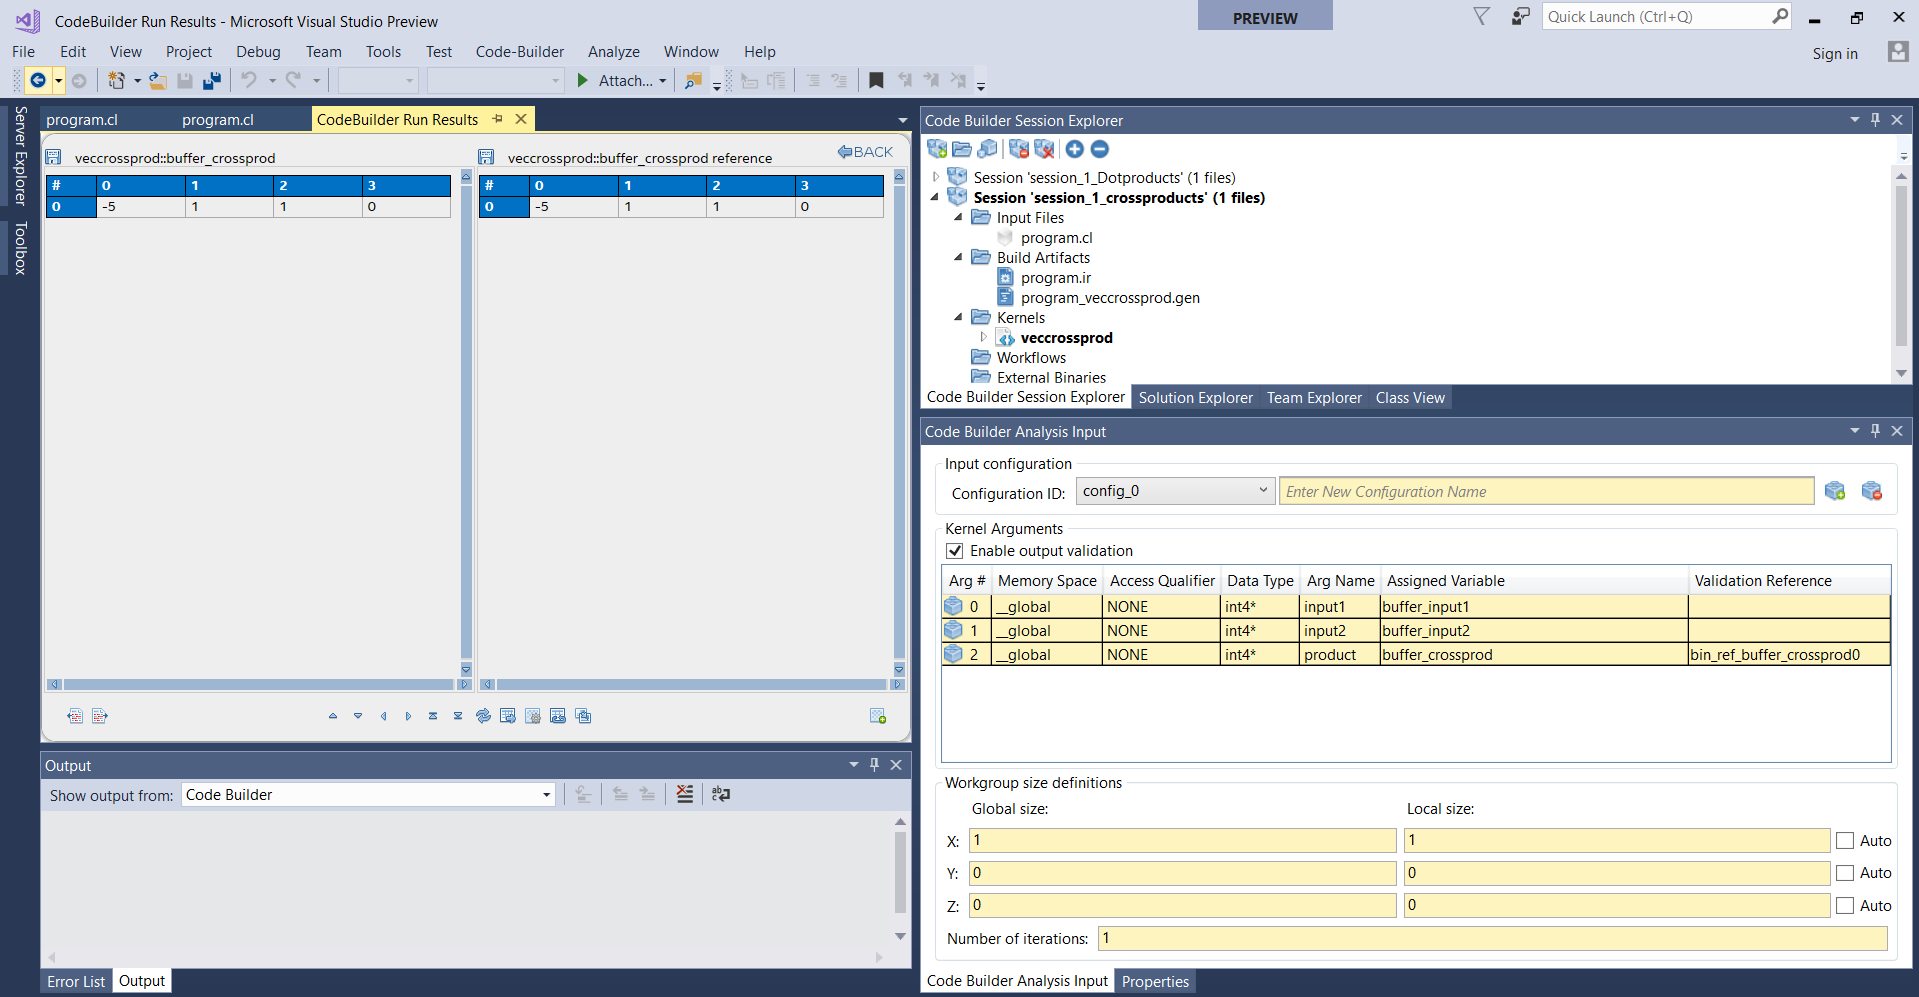 CodeBuilder Run Results - Microsoft Visual Studio Preview
PREVIEW
Quick Launch (Ctrl+Q)
File Edit View Project Debug Team Tools Test Code-Builder Analyze Window Help
Sign in
Attach...
Server Explorer
Toolbox
program.cl program.cl CodeBuilder Run Results
veccrossprod::buffer_crossprod
# 0 1 2 3
0 -5 1 1 0
veccrossprod::buffer_crossprod reference
BACK
# 0 1 2 3
0 -5 1 1 0
Output
Show output from: Code Builder
Error List Output
Code Builder Session Explorer
Session 'session_1_Dotproducts' (1 files)
Session 'session_1_crossproducts' (1 files)
Input Files
program.cl
Build Artifacts
program.ir
program_veccrossprod.gen
Kernels
veccrossprod
Workflows
External Binaries
Code Builder Session Explorer Solution Explorer Team Explorer Class View
Code Builder Analysis Input
Input configuration
Configuration ID: config_0 Enter New Configuration Name
Kernel Arguments
Enable output validation
Arg # Memory Space Access Qualifier Data Type Arg Name Assigned Variable Validation Reference
0 __global NONE int4* input1 buffer_input1
1 __global NONE int4* input2 buffer_input2
2 __global NONE int4* product buffer_crossprod bin_ref_buffer_crossprod0
Workgroup size definitions
Global size: Local size:
X: 1 1 Auto
Y: 0 0 Auto
Z: 0 0 Auto
Number of iterations: 1
Code Builder Analysis Input Properties